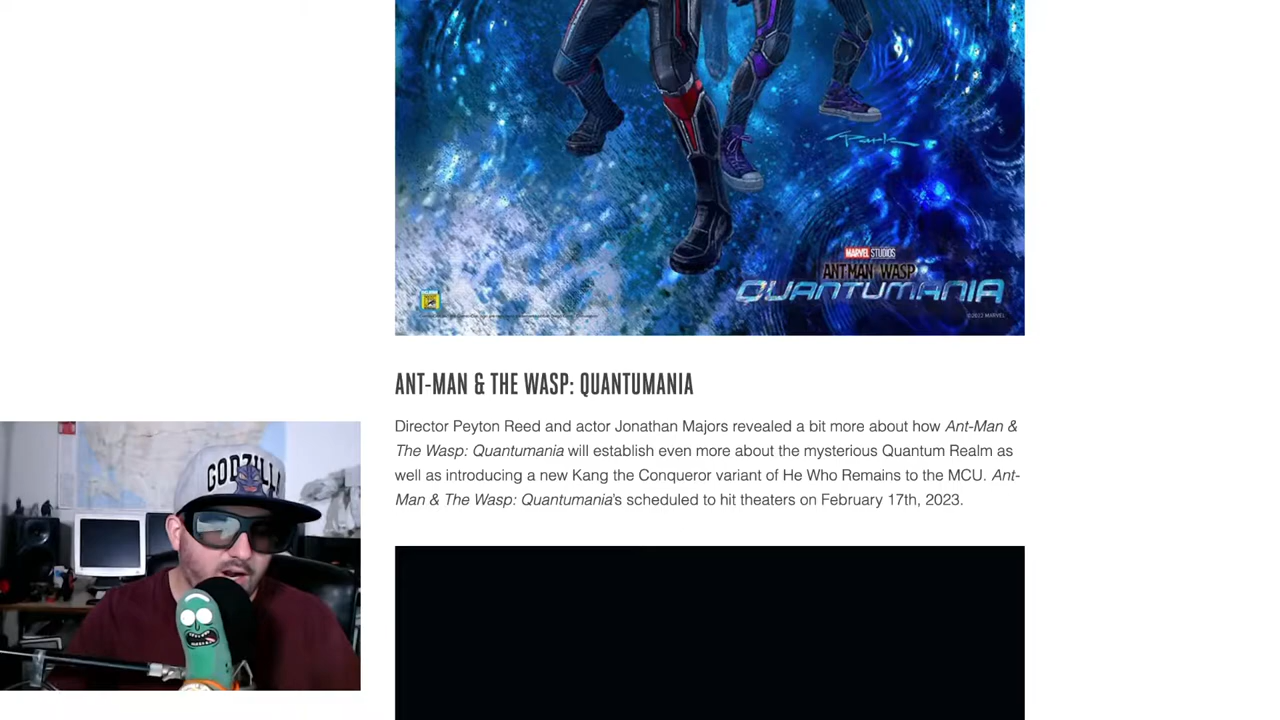 Park
MARVEL STUDIOS
ANT-MAN WASP
QUANTUMANIA
©2022 MARVEL
ANT-MAN & THE WASP: QUANTUMANIA
Director Peyton Reed and actor Jonathan Majors revealed a bit more about how Ant-Man &
The Wasp: Quantumania will establish even more about the mysterious Quantum Realm as
well as introducing a new Kang the Conqueror variant of He Who Remains to the MCU. Ant-
Man & The Wasp: Quantumania's scheduled to hit theaters on February 17th, 2023.
GODZILLA